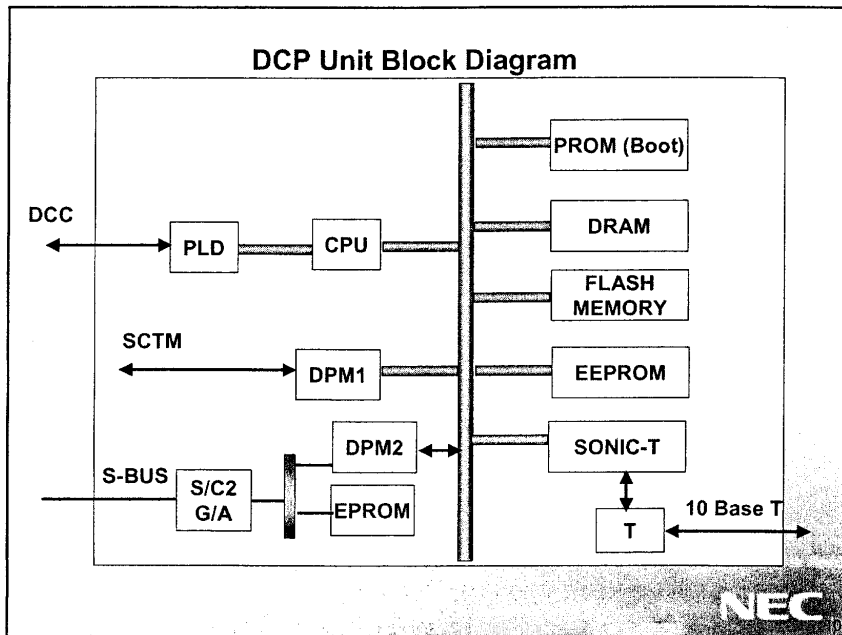 DCP Unit Block Diagram
PROM (Boot)
DCC
PLD
CPU
DRAM
FLASH
MEMORY
SCTM
DPM1
EEPROM
DPM2
SONIC-T
S-BUS
S/C2
G/A
EPROM
10 Base T
T
NEC